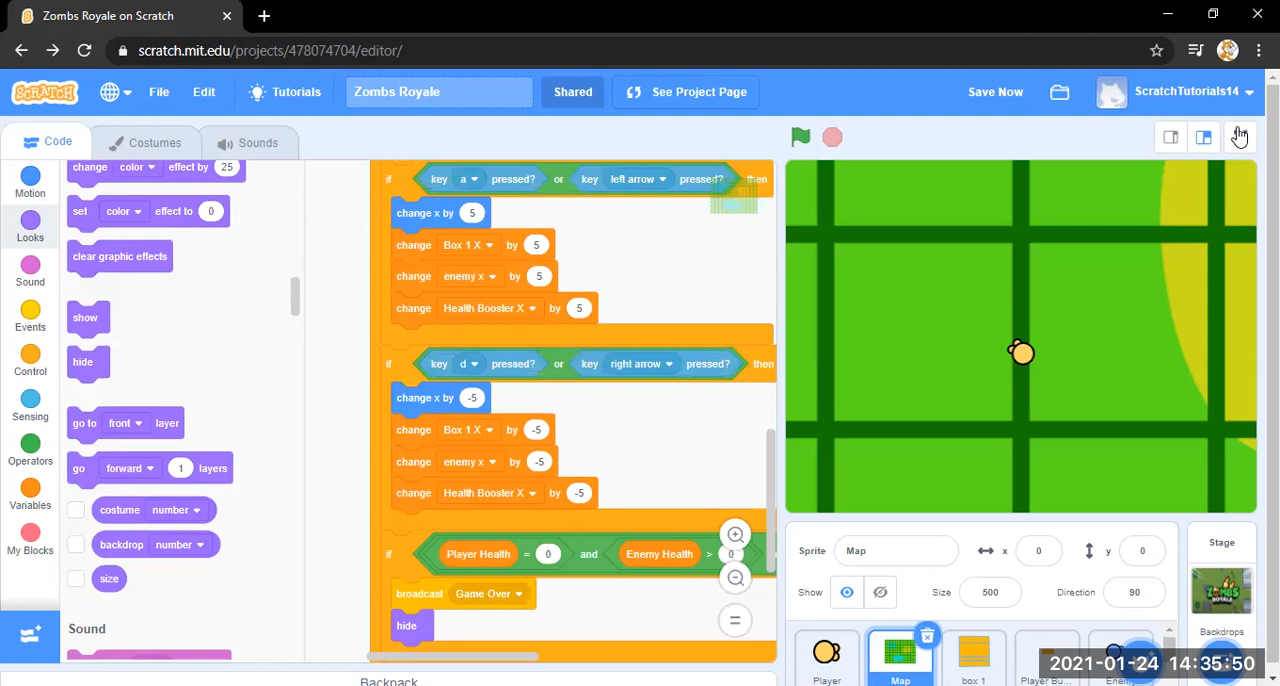 Zombs Royale on Scratch
scratch.mit.edu/projects/478074704/editor/
SCRATCH File Edit Tutorials Zombs Royale Shared See Project Page Save Now ScratchTutorials14
Code Costumes Sounds
Motion
Looks
Sound
Events
Control
Sensing
Operators
Variables
My Blocks
change color effect by 25
set color effect to 0
clear graphic effects
show
hide
go to front layer
go forward 1 layers
costume number
backdrop number
size
Sound
if key a pressed? or key left arrow pressed? then
change x by 5
change Box 1 X by 5
change enemy x by 5
change Health Booster X by 5
if key d pressed? or key right arrow pressed? then
change x by -5
change Box 1 X by -5
change enemy x by -5
change Health Booster X by -5
if Player Health = 0 and Enemy Health > 0
broadcast Game Over
hide
Backpack
Sprite Map x 0 y 0
Show Size 500 Direction 90
Player
Map
box 1
Player Bu...
Stage
ZOMBS
ROYALE
Backdrops
2021-01-24 14:35:50